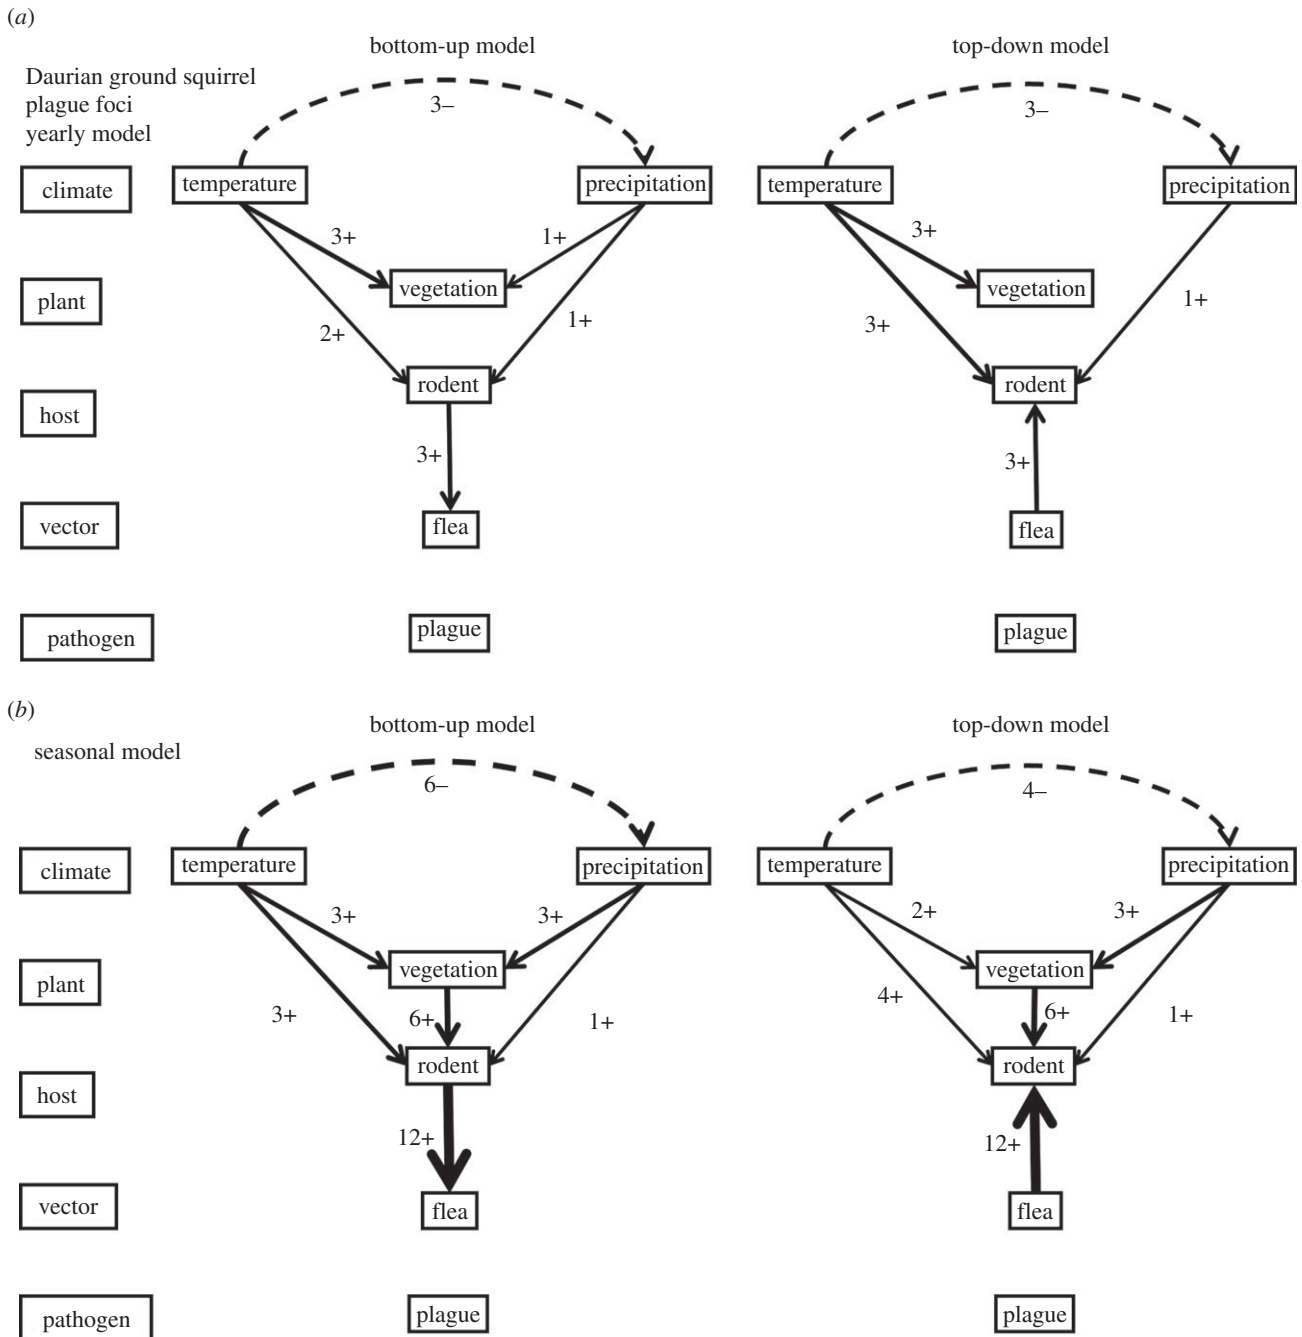 (a)
bottom-up model
top-down model
Daurian ground squirrel
plague foci
yearly model
3–
3–
climate
temperature
precipitation
temperature
precipitation
3+
1+
3+
plant
vegetation
vegetation
2+
1+
3+
1+
rodent
rodent
host
3+
3+
vector
flea
flea
pathogen
plague
plague
(b)
bottom-up model
top-down model
seasonal model
6–
4–
climate
temperature
precipitation
temperature
precipitation
3+
3+
2+
3+
plant
vegetation
vegetation
3+
6+
1+
4+
6+
1+
rodent
rodent
host
12+
12+
vector
flea
flea
pathogen
plague
plague